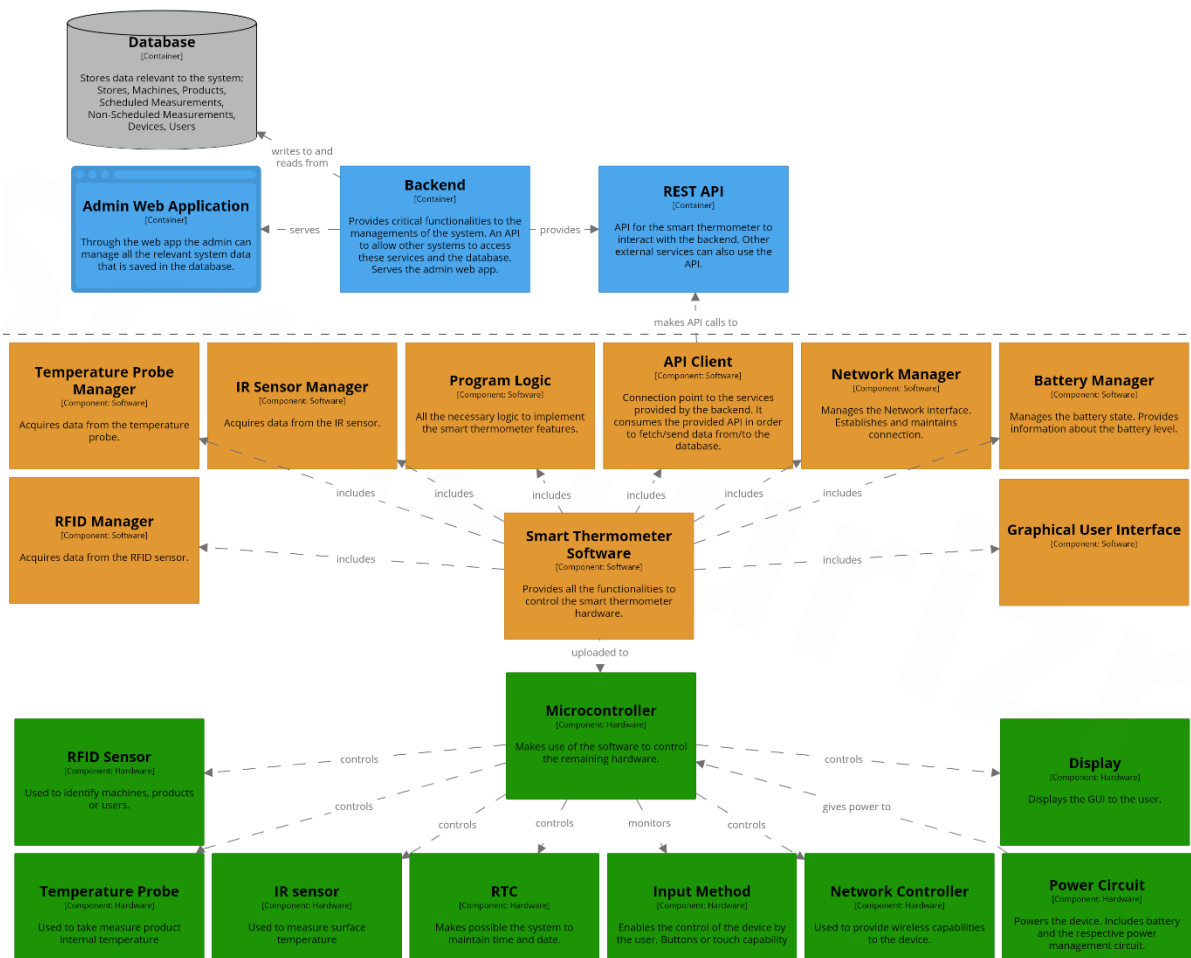 Database
[Container]
Stores data relevant to the system:
Stores, Machines, Products,
Scheduled Measurements,
Non-Scheduled Measurements,
Devices, Users
writes to and
reads from
Admin Web Application
[Container]
Through the web app the admin can
manage all the relevant system data
that is saved in the database.
serves
Backend
[Container]
Provides critical functionalities to the
managements of the system. An API
to allow other systems to access
these services and the database.
Serves the admin web app.
provides
REST API
[Container]
API for the smart thermometer to
interact with the backend. Other
external services can also use the
API.
makes API calls to
Temperature Probe
Manager
[Component: Software]
Acquires data from the temperature
probe.
IR Sensor Manager
[Component: Software]
Acquires data from the IR sensor.
Program Logic
[Component: Software]
All the necessary logic to implement
the smart thermometer features.
API Client
[Component: Software]
Connection point to the services
provided by the backend. It
consumes the provided API in order
to fetch/send data from/to the
database.
Network Manager
[Component: Software]
Manages the Network interface.
Establishes and maintains
connection.
Battery Manager
[Component: Software]
Manages the battery state. Provides
information about the battery level.
includes
includes
includes
includes
includes
includes
RFID Manager
[Component: Software]
Acquires data from the RFID sensor.
includes
Smart Thermometer
Software
[Component: Software]
Provides all the functionalities to
control the smart thermometer
hardware.
includes
Graphical User Interface
[Component: Software]
uploaded to
Microcontroller
[Component: Hardware]
Makes use of the software to control
the remaining hardware.
RFID Sensor
[Component: Hardware]
Used to identify machines, products
or users.
controls
controls
controls
controls
monitors
controls
controls
gives power to
Display
[Component: Hardware]
Displays the GUI to the user.
Temperature Probe
[Component: Hardware]
Used to take measure product
internal temperature
IR sensor
[Component: Hardware]
Used to measure surface
temperature
RTC
[Component: Hardware]
Makes possible the system to
maintain time and date.
Input Method
[Component: Hardware]
Enables the control of the device by
the user. Buttons or touch capability
Network Controller
[Component: Hardware]
Used to provide wireless capabilities
to the device.
Power Circuit
[Component: Hardware]
Powers the device. Includes battery
and the respective power
management circuit.